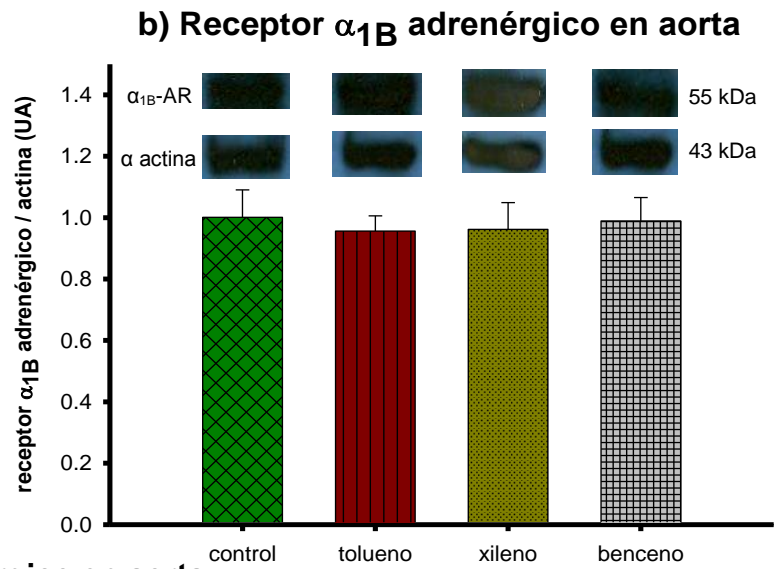 b) Receptor α1B adrenérgico en aorta
receptor α1B adrenérgico / actina (UA)
1.4
1.2
1.0
0.8
0.6
0.4
0.2
0.0
α1B-AR
55 kDa
α actina
43 kDa
control
tolueno
xileno
benceno